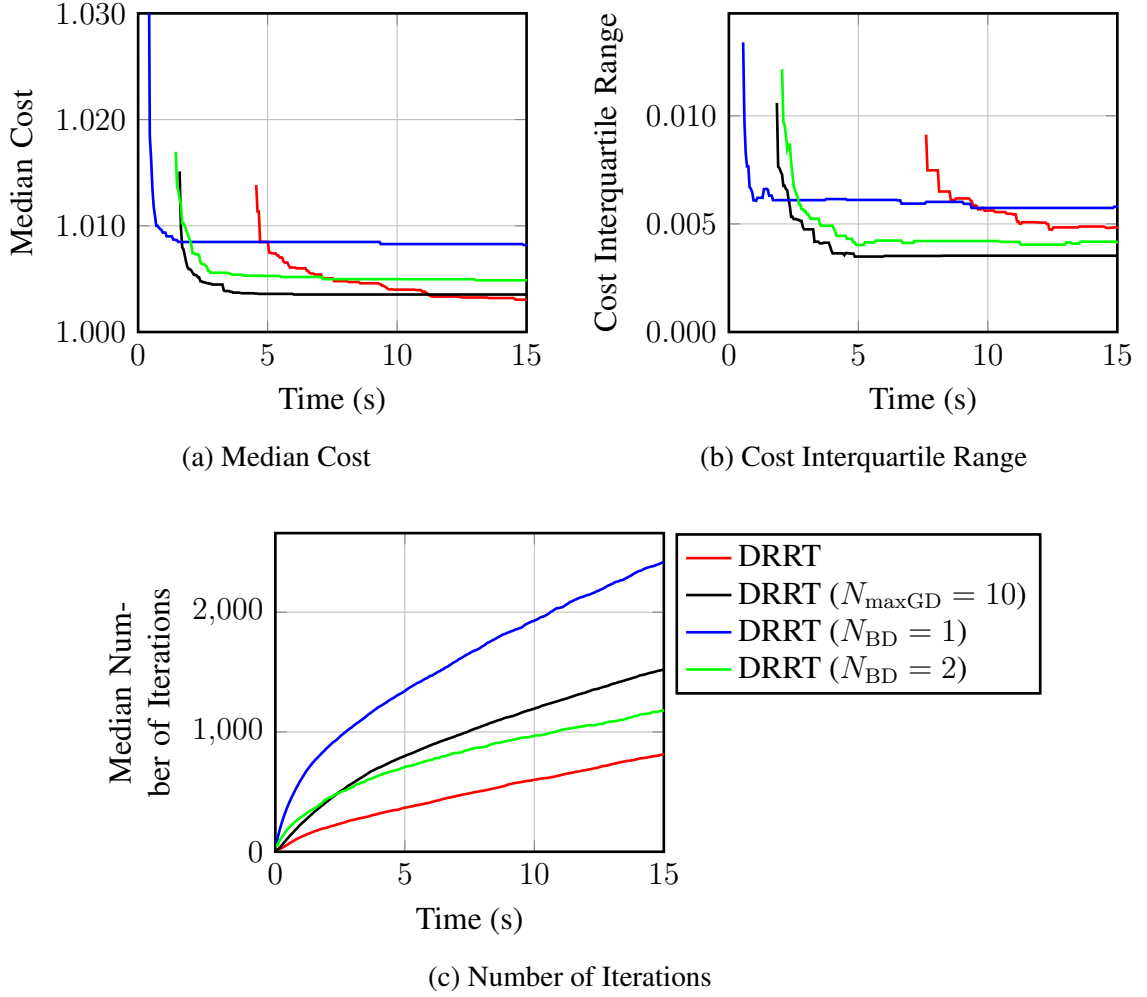 1.030
1.020
1.010
1.000
Median Cost
0 5 10 15
Time (s)
(a) Median Cost
0.010
0.005
0.000
Cost Interquartile Range
0 5 10 15
Time (s)
(b) Cost Interquartile Range
2,000
1,000
0
Median Num-
ber of Iterations
0 5 10 15
Time (s)
DRRT
DRRT (N_maxGD = 10)
DRRT (N_BD = 1)
DRRT (N_BD = 2)
(c) Number of Iterations